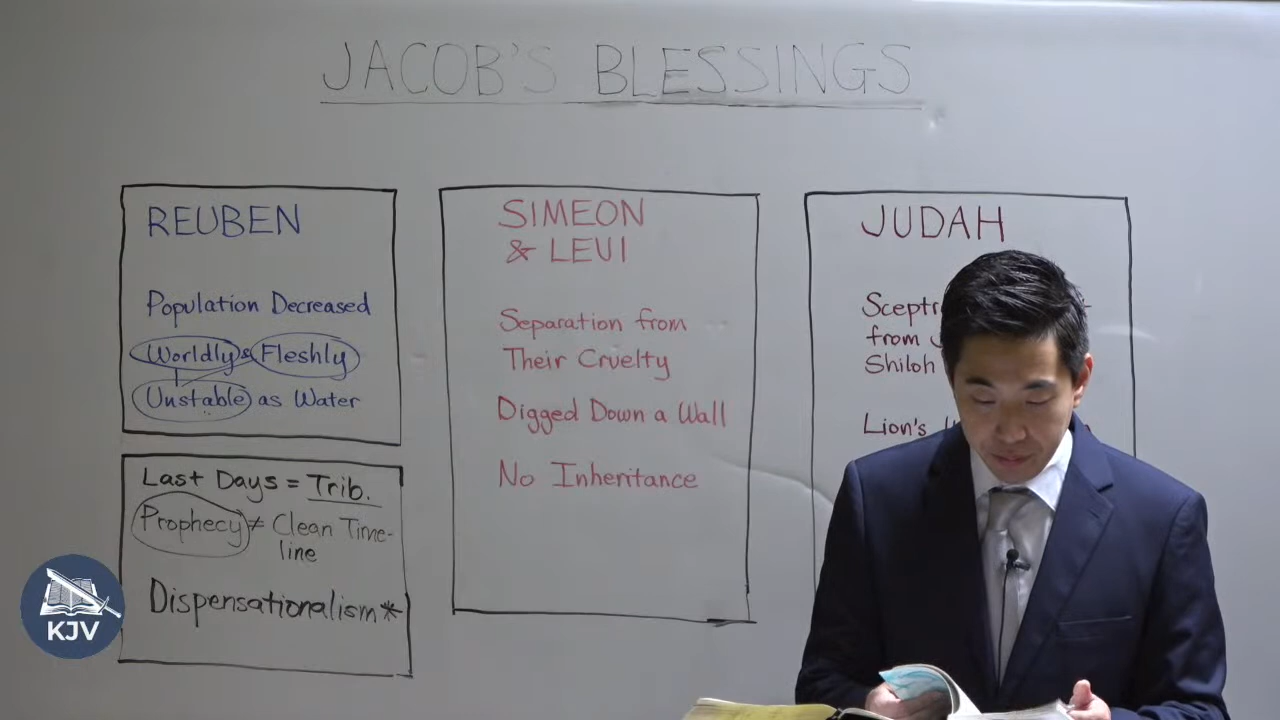 JACOB'S BLESSINGS
REUBEN
Population Decreased
Worldly & Fleshly
Unstable as Water
Last Days = Trib.
Prophecy ≠ Clean Time-
line
Dispensationalism*
KJV
SIMEON
& LEVI
Separation from
Their Cruelty
Digged Down a Wall
No Inheritance
JUDAH
from
Shiloh
Lion's